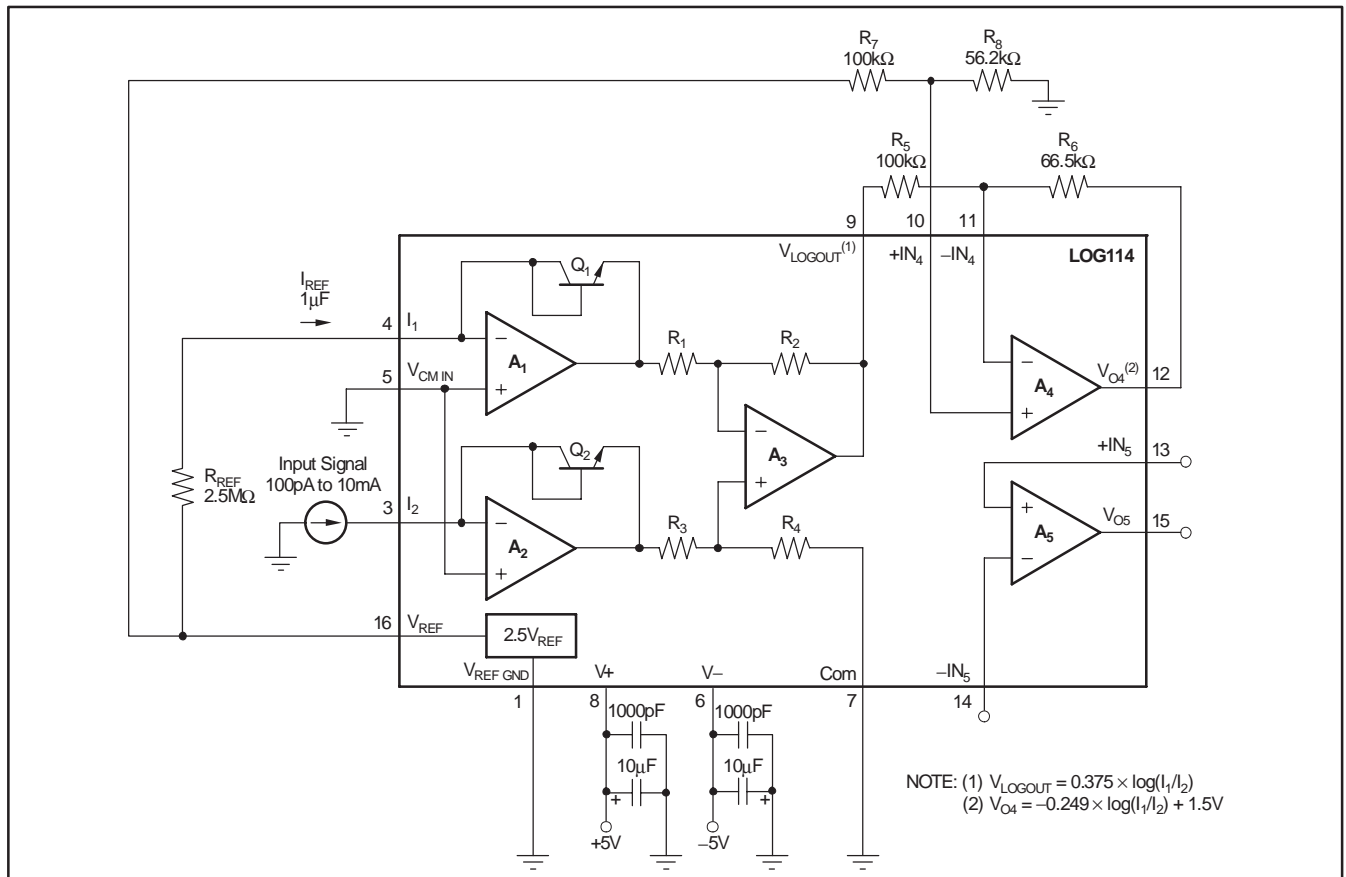 R7
100kΩ
R8
56.2kΩ
R5
100kΩ
R6
66.5kΩ
9
10
11
VLOGOUT(1)
+IN4
−IN4
LOG114
Q1
IREF
1μF
4
I1
R1
R2
A1
VCM IN
5
A4
VO4(2)
12
+IN5
13
A3
Q2
Input Signal
100pA to 10mA
RREF
2.5MΩ
3
I2
R3
R4
A2
A5
VO5
15
16
VREF
2.5VREF
VREF GND
V+
V−
Com
−IN5
1
8
6
7
14
1000pF
1000pF
10μF
10μF
+
+
+5V
−5V
NOTE: (1) VLOGOUT = 0.375 × log(I1/I2)
(2) VO4 = −0.249 × log(I1/I2) + 1.5V